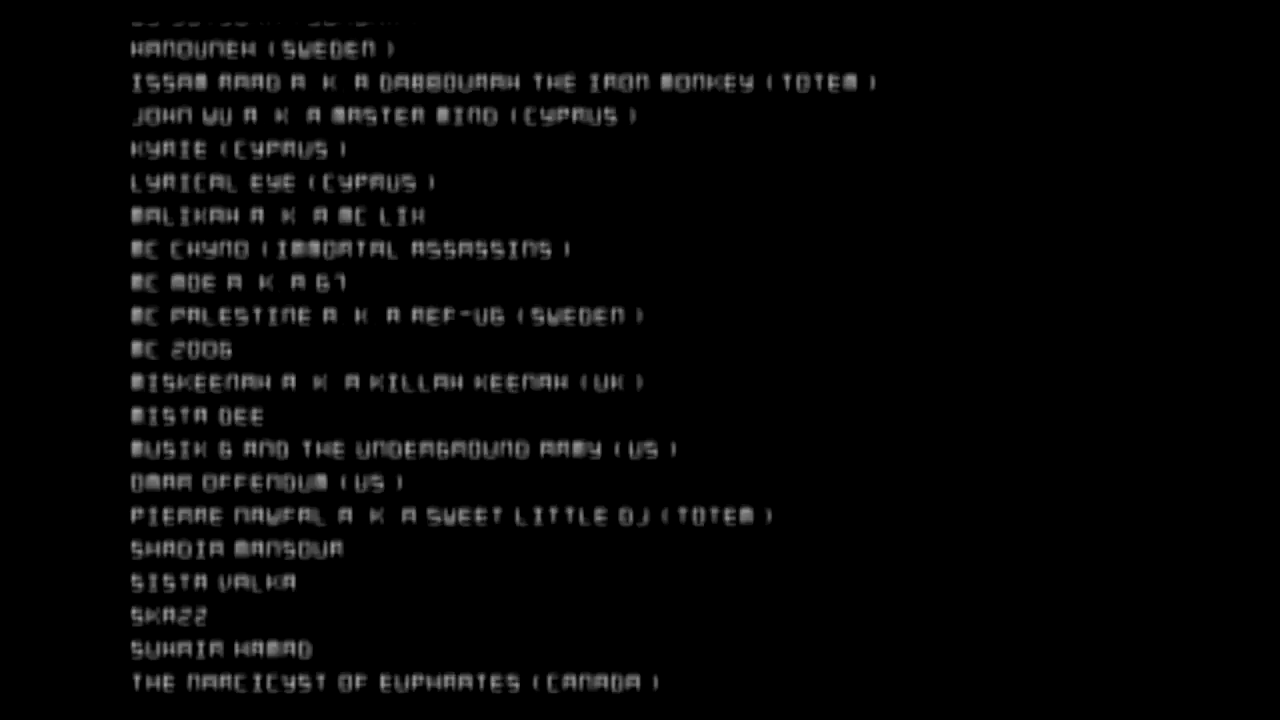 HANOUNEH (SWEDEN )
ISSAM RAAD A K A DABBOURAH THE IRON MONKEY (TOTEM )
JOHN WU A K A MASTER MIND (CYPRUS )
KYRIE (CYPRUS )
LYRICAL EYE (CYPRUS )
MALIKAH A K A MC LIX
MC CHYNO (IMMORTAL ASSASSINS )
MC MOE A K A G1
MC PALESTINE A K A REF-UG (SWEDEN )
MC 2006
MISKEENAH A K A KILLAH KEENAH (UK )
MISTA DEE
MUSIK G AND THE UNDERGROUND ARMY (US )
OMAR OFFENDUM (US )
PIERRE NAWFAL A K A SWEET LITTLE DJ (TOTEM )
SHADIA MANSOUR
SISTA VALKA
SKAZZ
SUHAIR HAMAD
THE NARCICYST OF EUPHRATES (CANADA )